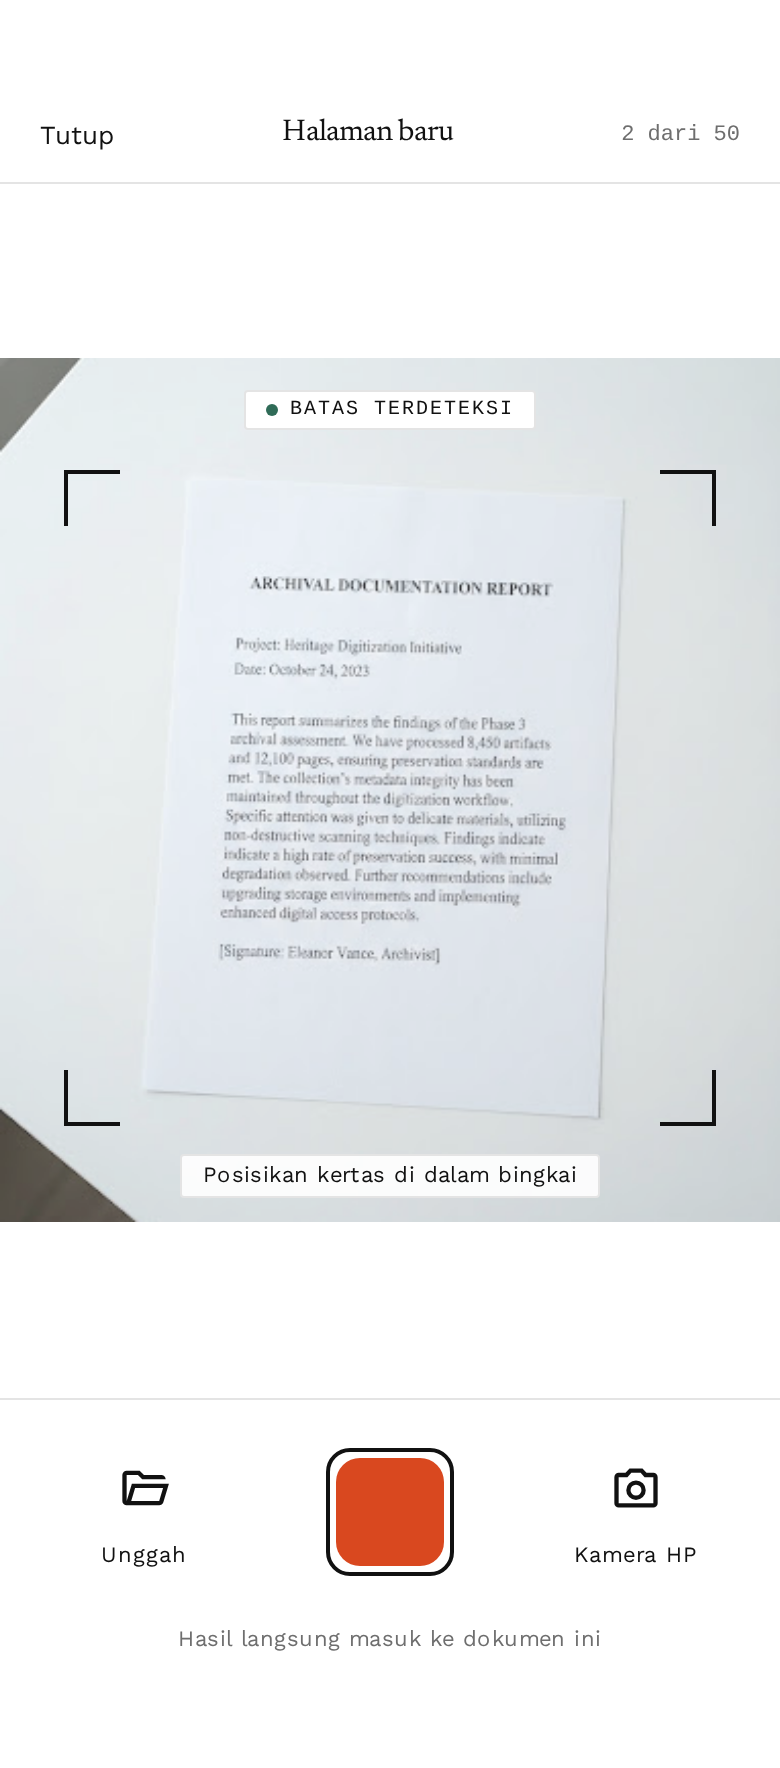 Tutup
Halaman baru
2 dari 50
BATAS TERDETEKSI
ARCHIVAL DOCUMENTATION REPORT
Project: Heritage Digitization Initiative
Date: October 24, 2023
This report summarizes the findings of the Phase 3
archival assessment. We have processed 8,450 artifacts
and 12,100 pages, ensuring preservation standards are
met. The collection's metadata integrity has been
maintained throughout the digitization workflow.
Specific attention was given to delicate materials, utilizing
non-destructive scanning techniques. Findings indicate
indicate a high rate of preservation success, with minimal
degradation observed. Further recommendations include
upgrading storage environments and implementing
enhanced digital access protocols.
[Signature: Eleanor Vance, Archivist]
Posisikan kertas di dalam bingkai
Unggah
Kamera HP
Hasil langsung masuk ke dokumen ini